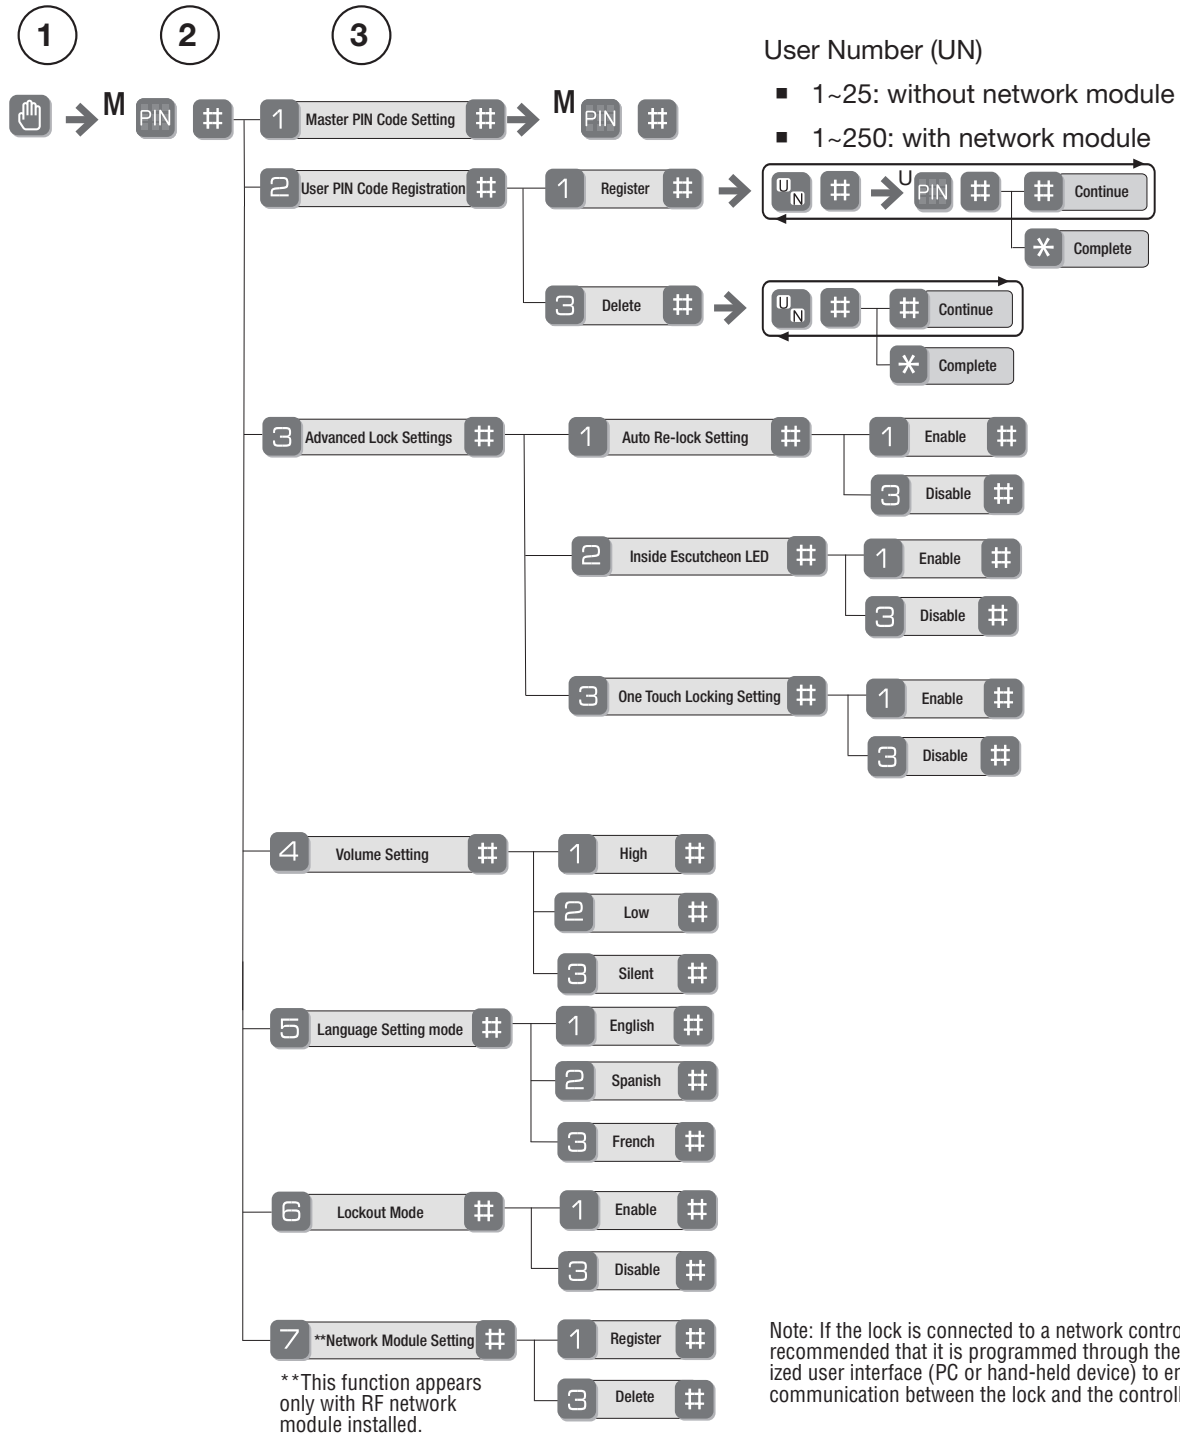 1 2 3
User Number (UN)
■ 1~25: without network module
■ 1~250: with network module
M PIN # 1 Master PIN Code Setting # M PIN #
2 User PIN Code Registration # 1 Register # UN # U PIN # # Continue
* Complete
3 Delete # UN # # Continue
* Complete
3 Advanced Lock Settings # 1 Auto Re-lock Setting # 1 Enable #
3 Disable #
2 Inside Escutcheon LED # 1 Enable #
3 Disable #
3 One Touch Locking Setting # 1 Enable #
3 Disable #
4 Volume Setting # 1 High #
2 Low #
3 Silent #
5 Language Setting mode # 1 English #
2 Spanish #
3 French #
6 Lockout Mode # 1 Enable #
3 Disable #
7 **Network Module Setting # 1 Register #
3 Delete #
**This function appears
only with RF network
module installed.
Note: If the lock is connected to a network contro
recommended that it is programmed through the
ized user interface (PC or hand-held device) to en
communication between the lock and the controll